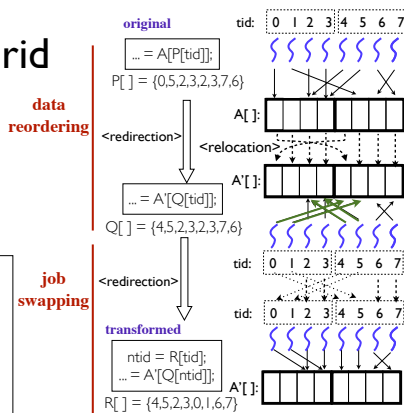 rid
original
tid: 0 1 2 3 4 5 6 7
... = A[P[tid]];
P[ ] = {0,5,2,3,2,3,7,6}
data
reordering
A[ ]:
<redirection>
<relocation>
A'[ ]:
... = A'[Q[tid];
Q[ ] = {4,5,2,3,2,3,7,6}
job
swapping
<redirection>
tid: 0 1 2 3 4 5 6 7
tid: 0 1 2 3 4 5 6 7
transformed
ntid = R[tid];
... = A'[Q[ntid]];
A'[ ]:
R[ ] = {4,5,2,3,0,1,6,7}